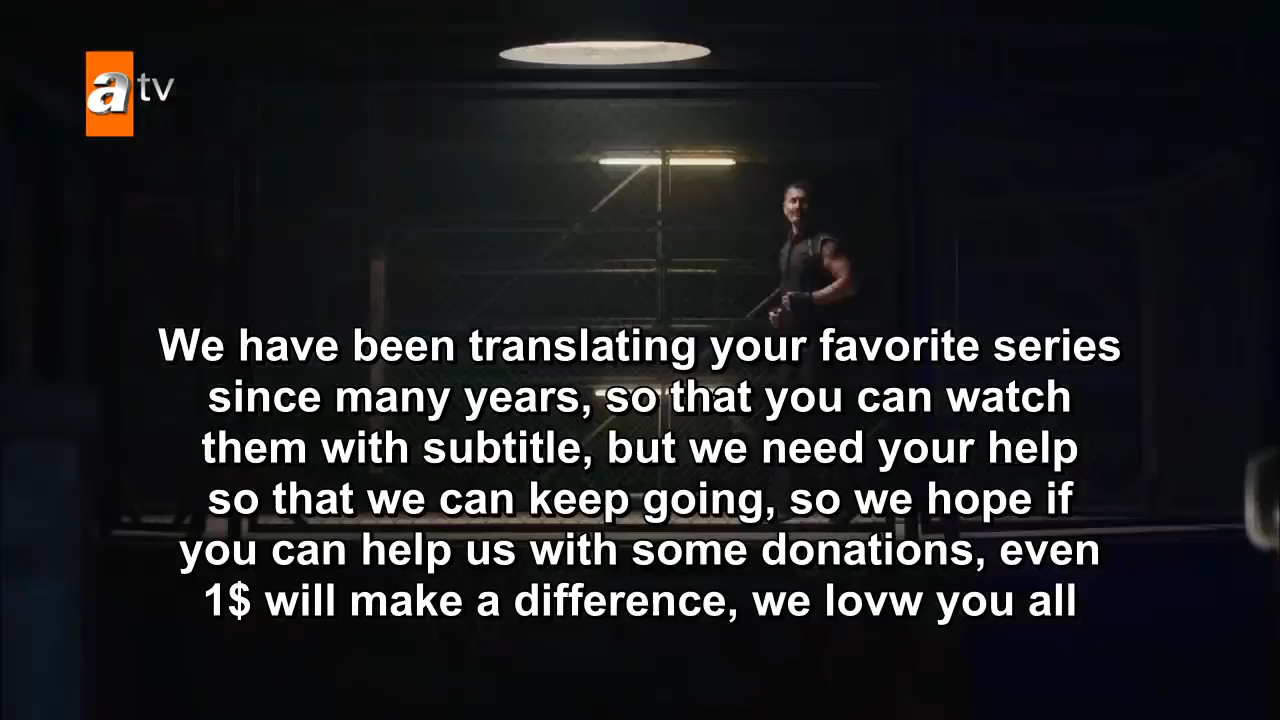 a tv
We have been translating your favorite series
since many years, so that you can watch
them with subtitle, but we need your help
so that we can keep going, so we hope if
you can help us with some donations, even
1$ will make a difference, we lovw you all